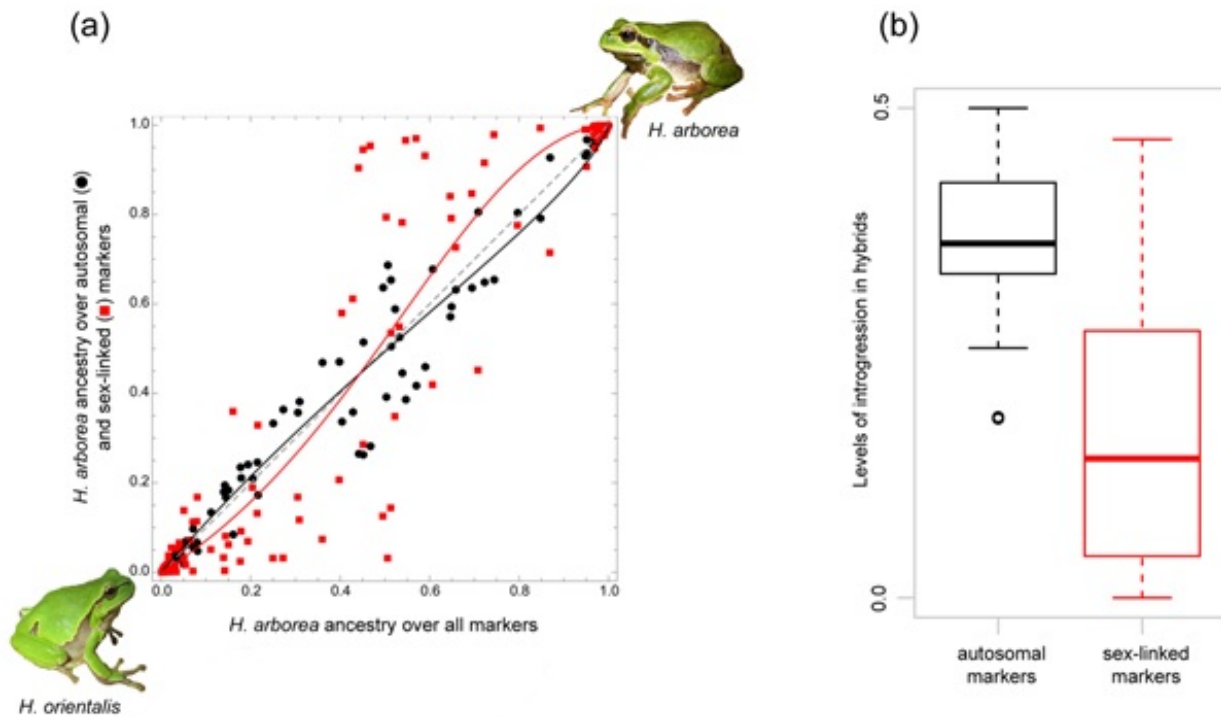 (a)
(b)
H. arborea
H. orientalis
H. arborea ancestry over autosomal (●)
and sex-linked (■) markers
1.0
0.8
0.6
0.4
0.2
0.0
0.0 0.2 0.4 0.6 0.8 1.0
H. arborea ancestry over all markers
Levels of introgression in hybrids
0.5
0.0
autosomal
markers
sex-linked
markers